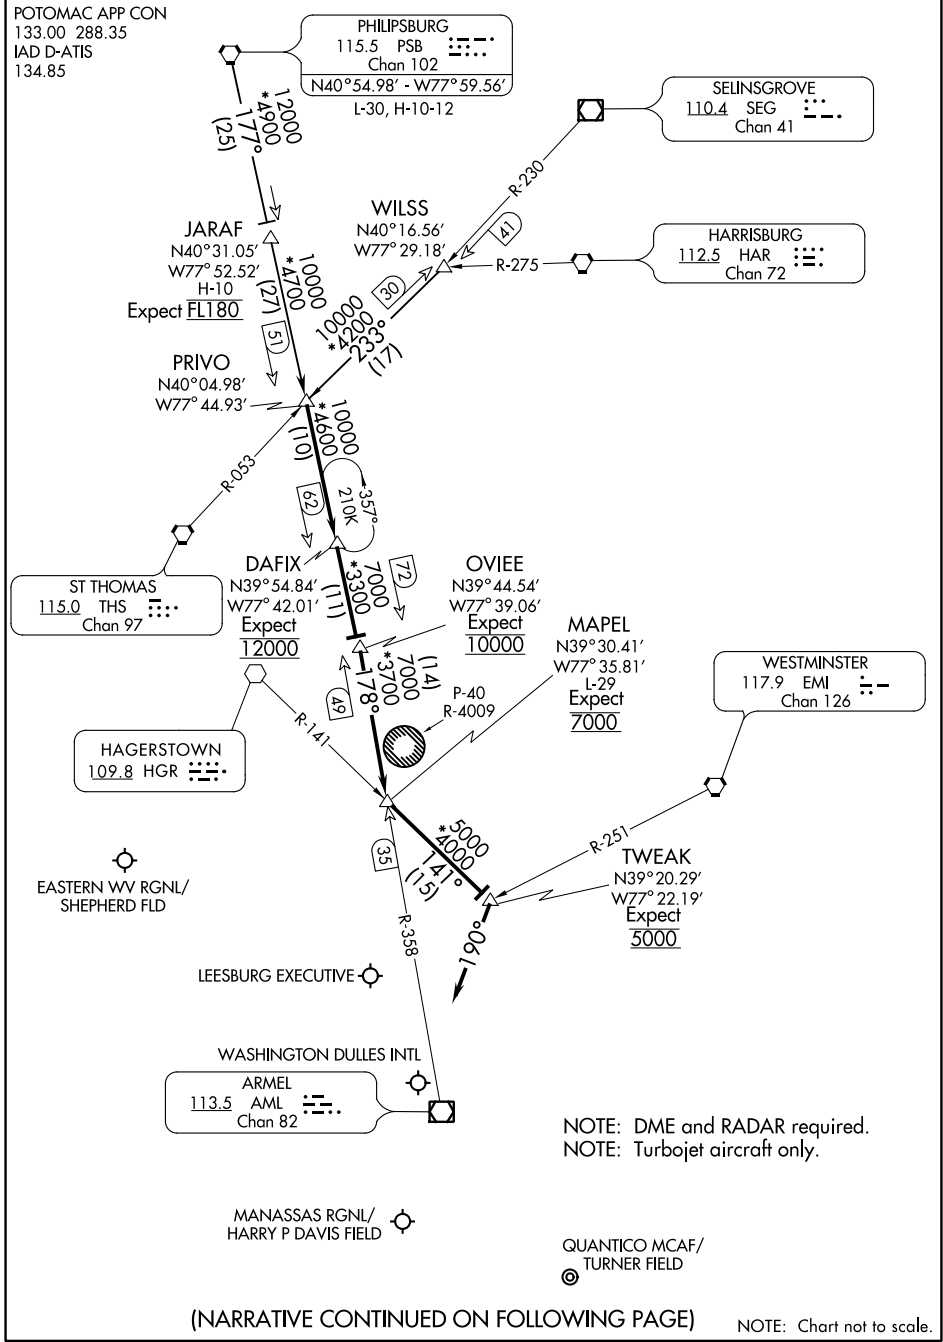 POTOMAC APP CON
133.00 288.35
IAD D-ATIS
134.85
PHILIPSBURG
115.5 PSB
Chan 102
N40°54.98' - W77°59.56'
L-30, H-10-12
SELINSGROVE
110.4 SEG
Chan 41
12000
*4900
177°
(25)
R-230
WILSS
N40°16.56'
W77°29.18'
41
HARRISBURG
112.5 HAR
Chan 72
R-275
JARAF
N40°31.05'
W77°52.52'
H-10
Expect FL180
10000
*4700
(27)
30
10000
*4200
233°
(17)
51
PRIVO
N40°04.98'
W77°44.93'
10000
*4600
(10)
R-053
62
357°
210K
DAFIX
N39°54.84'
W77°42.01'
Expect
12000
7000
*3300
(11)
72
OVIEE
N39°44.54'
W77°39.06'
Expect
10000
ST THOMAS
115.0 THS
Chan 97
MAPEL
N39°30.41'
W77°35.81'
L-29
Expect
7000
(14)
7000
*3700
178°
49
P-40
R-4009
WESTMINSTER
117.9 EMI
Chan 126
HAGERSTOWN
109.8 HGR
R-141
R-251
5000
*4000
141°
(15)
35
TWEAK
N39°20.29'
W77°22.19'
Expect
5000
EASTERN WV RGNL/
SHEPHERD FLD
190°
R-358
LEESBURG EXECUTIVE
WASHINGTON DULLES INTL
ARMEL
113.5 AML
Chan 82
NOTE: DME and RADAR required.
NOTE: Turbojet aircraft only.
MANASSAS RGNL/
HARRY P DAVIS FIELD
QUANTICO MCAF/
TURNER FIELD
(NARRATIVE CONTINUED ON FOLLOWING PAGE)
NOTE: Chart not to scale.